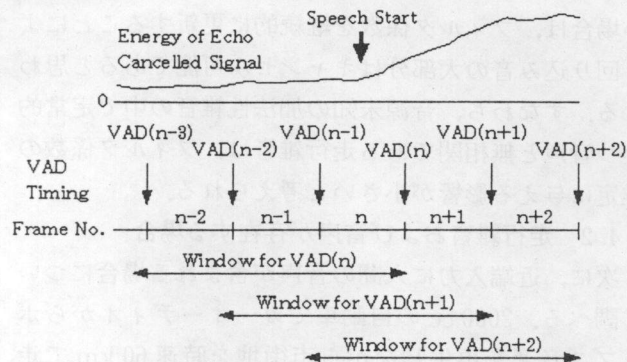 Speech Start
Energy of Echo
Cancelled Signal
0
VAD(n-3) VAD(n-1) VAD(n+1)
VAD(n-2) VAD(n) VAD(n+2)
VAD
Timing
Frame No. n-2 n-1 n n+1 n+2
Window for VAD(n)
Window for VAD(n+1)
Window for VAD(n+2)